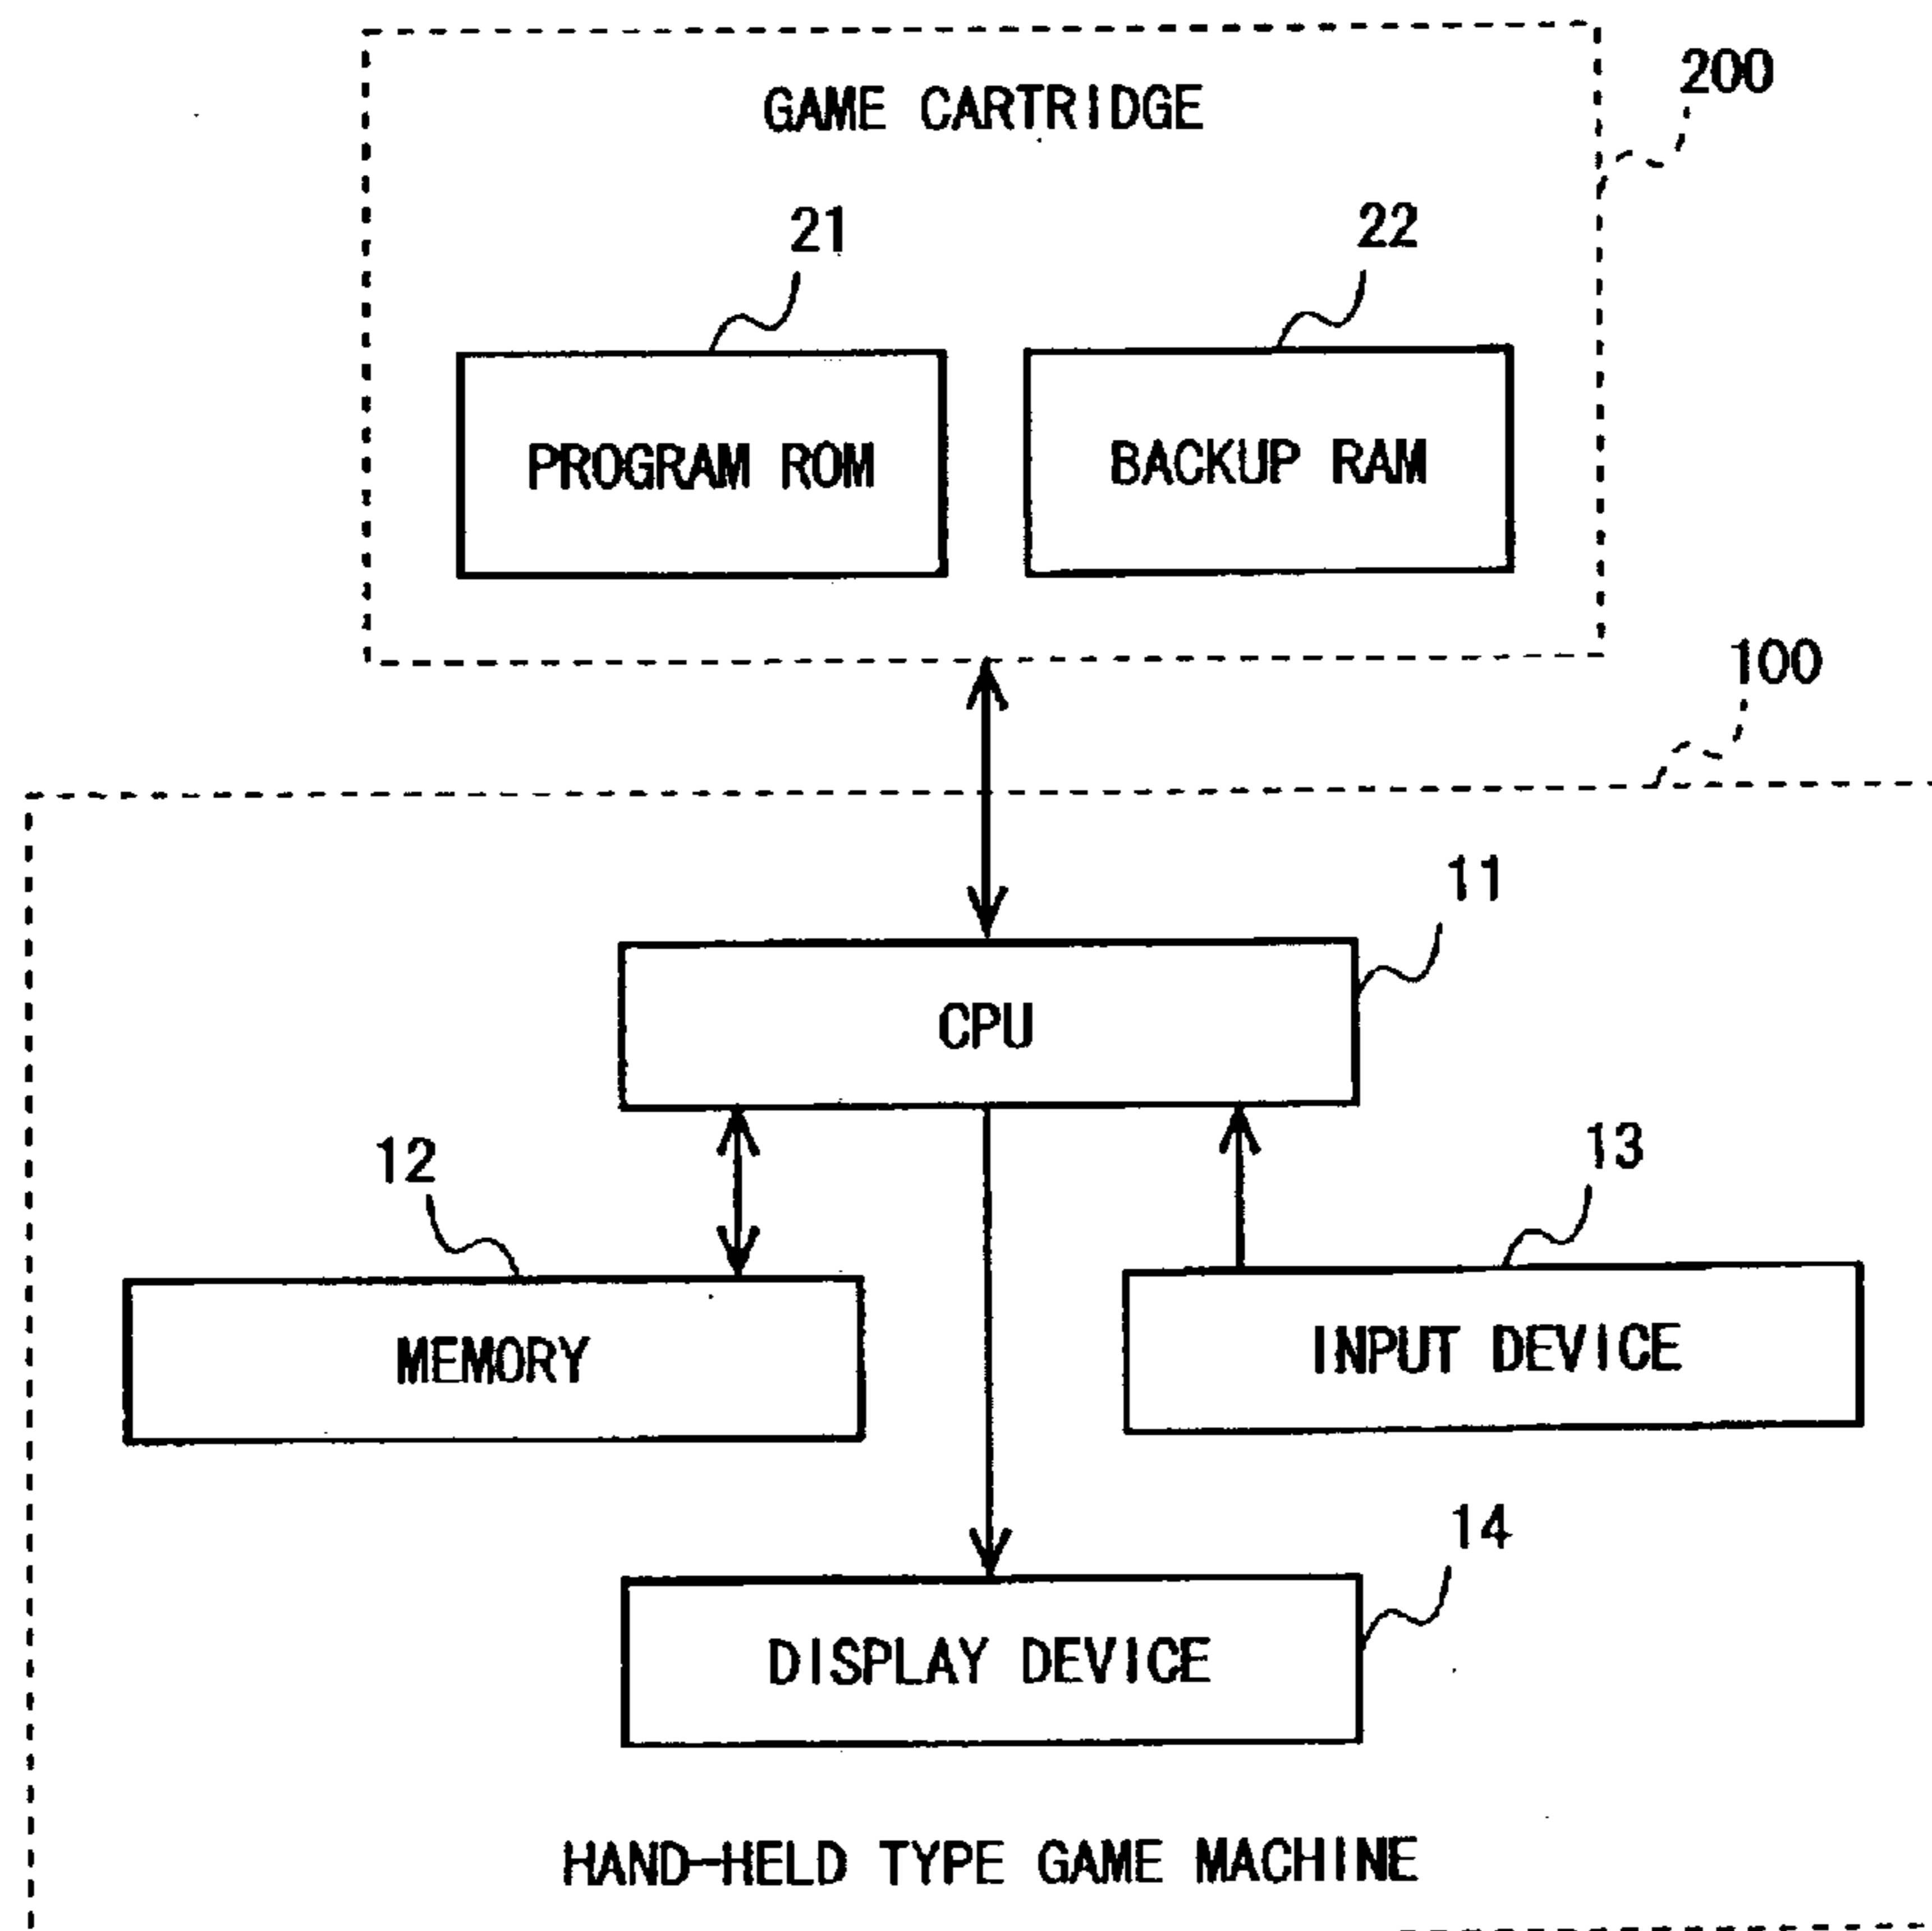 200
GAME CARTRIDGE
21
22
PROGRAM ROM
BACKUP RAM
100
11
CPU
12
13
MEMORY
INPUT DEVICE
14
DISPLAY DEVICE
HAND-HELD TYPE GAME MACHINE